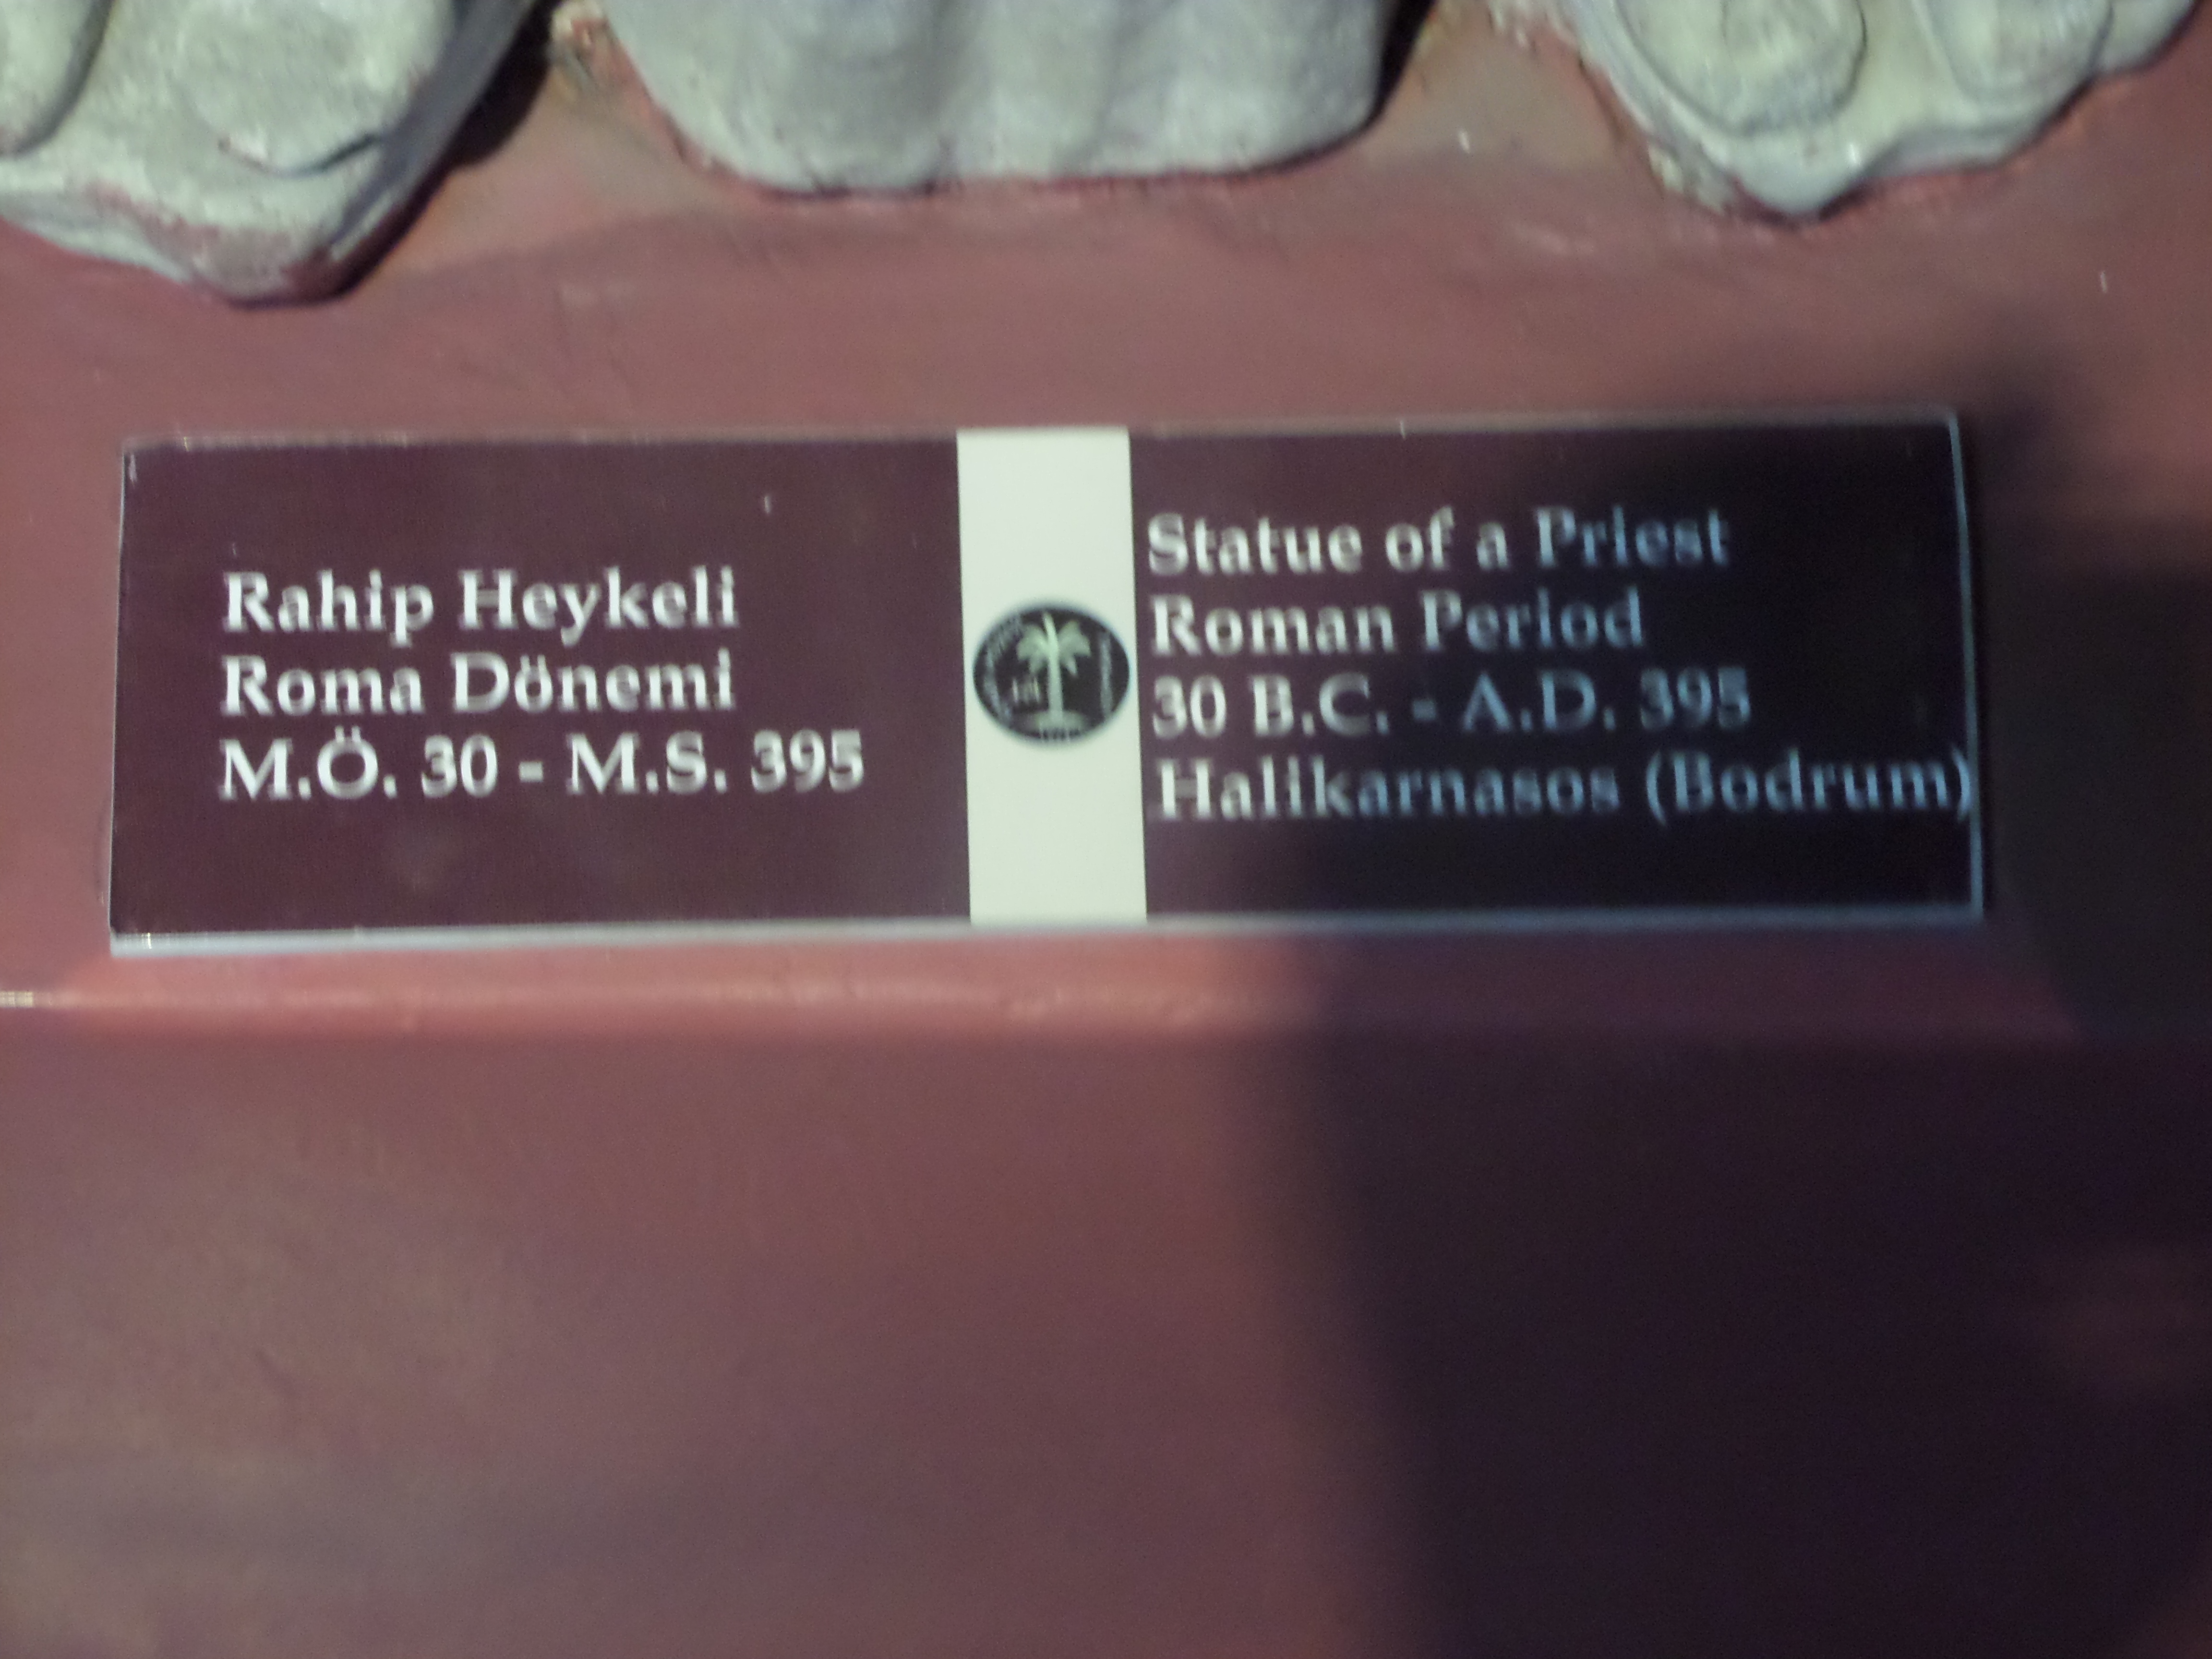 Rahip Heykeli
Roma Dönemi
M.Ö. 30 - M.S. 395
Statue of a Priest
Roman Period
30 B.C. - A.D. 395
Halikarnasos (Bodrum)